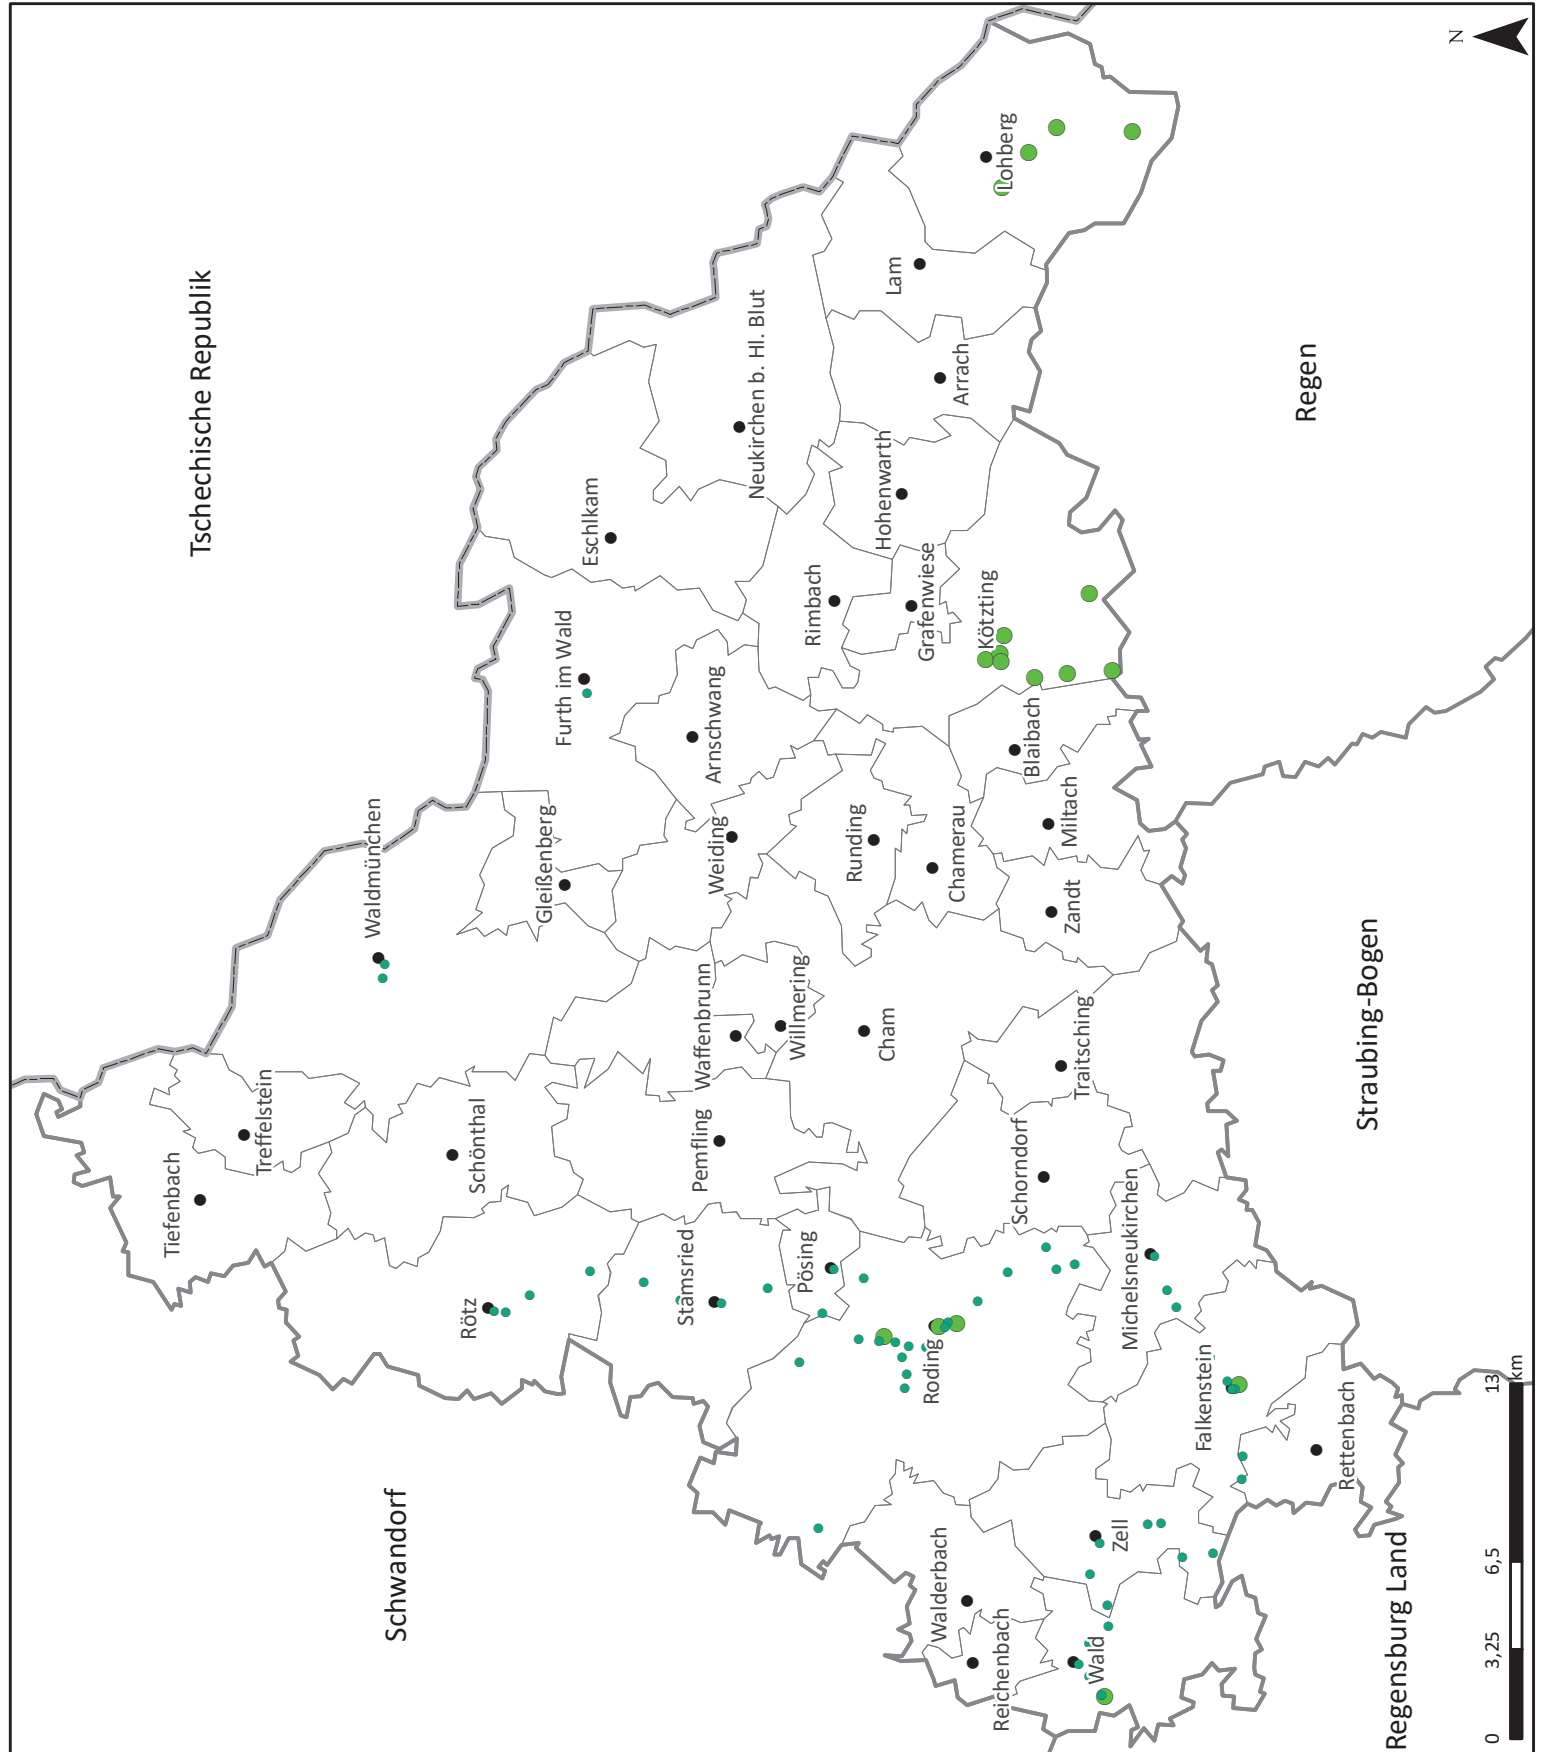 Tschechische Republik
Schwandorf
Regen
Straubing-Bogen
Regensburg Land
Tiefenbach
Treffelstein
Waldmünchen
Schönthal
Rötz
Gleißenberg
Furth im Wald
Eschlkam
Neukirchen b. Hl. Blut
Arnschwang
Weiding
Waffenbrunn
Willmering
Pemfling
Stamsried
Pösing
Cham
Runding
Chamerau
Rimbach
Grafenwiese
Hohenwarth
Arrach
Lam
Lohberg
Kötzting
Blaibach
Miltach
Zandt
Traitsching
Schorndorf
Michelsneukirchen
Roding
Falkenstein
Rettenbach
Zell
Walderbach
Reichenbach
Wald
N
0 3,25 6,5 13
km